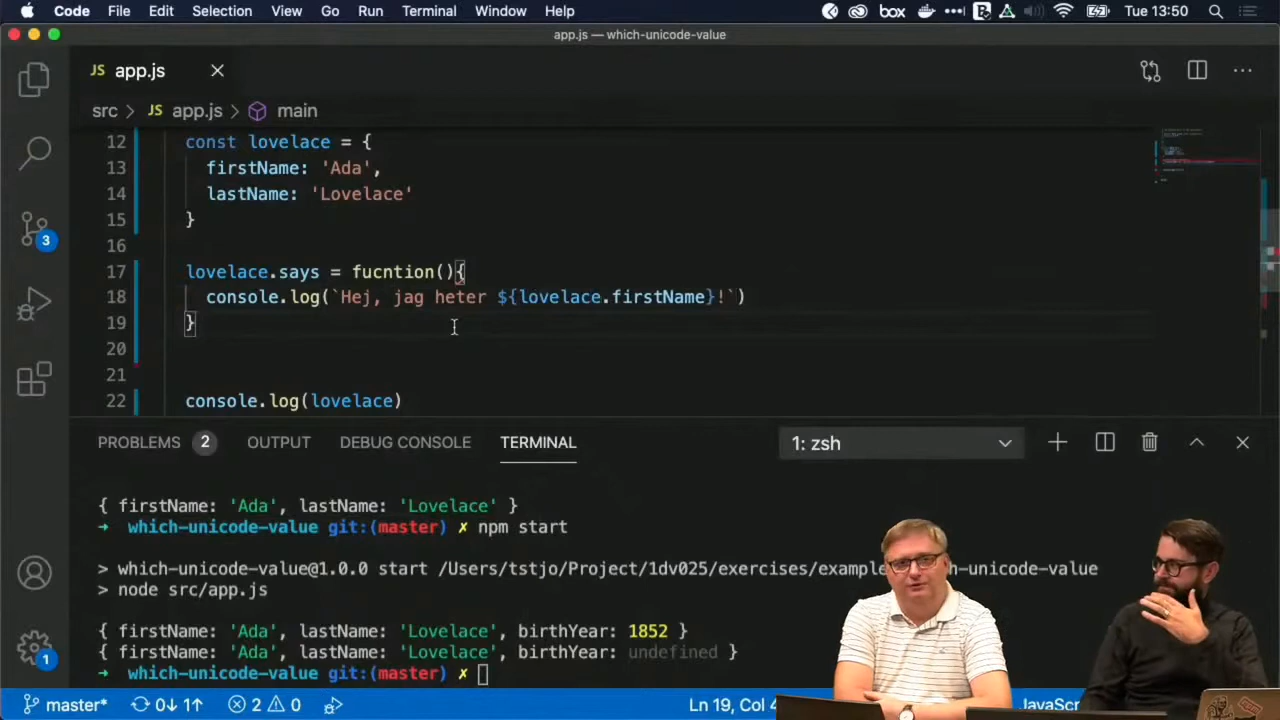 Code File Edit Selection View Go Run Terminal Window Help box Tue 13:50
app.js — which-unicode-value
JS app.js
src > JS app.js > main
12 const lovelace = {
13 firstName: 'Ada',
14 lastName: 'Lovelace'
15 }
16
17 lovelace.says = fucntion(){
18 console.log(`Hej, jag heter ${lovelace.firstName}!`)
19 }
20
21
22 console.log(lovelace)
3
PROBLEMS 2 OUTPUT DEBUG CONSOLE TERMINAL 1: zsh
{ firstName: 'Ada', lastName: 'Lovelace' }
➜ which-unicode-value git:(master) ✗ npm start
> which-unicode-value@1.0.0 start /Users/tstjo/Project/1dv025/exercises/example ch-unicode-value
> node src/app.js
{ firstName: 'Ada', lastName: 'Lovelace', birthYear: 1852 }
{ firstName: 'Ada', lastName: 'Lovelace', birthYear: undefined }
➜ which-unicode-value git:(master) ✗
1
master* 0↓ 1↑ 2 0 Ln 19, Col JavaScr